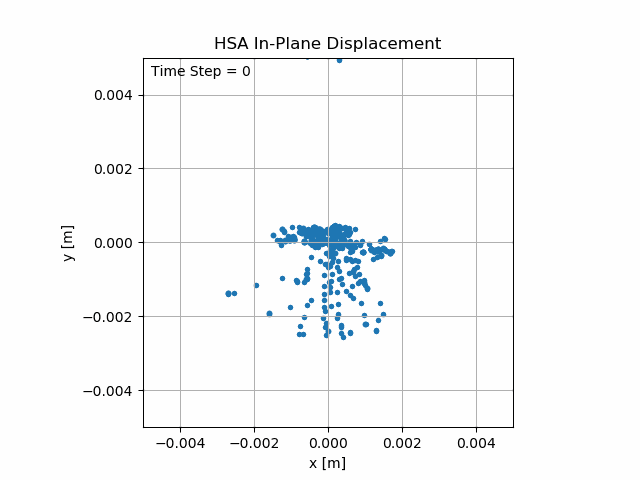 HSA In-Plane Displacement
Time Step = 0
0.004
0.002
0.000
−0.002
−0.004
y [m]
−0.004 −0.002 0.000 0.002 0.004
x [m]